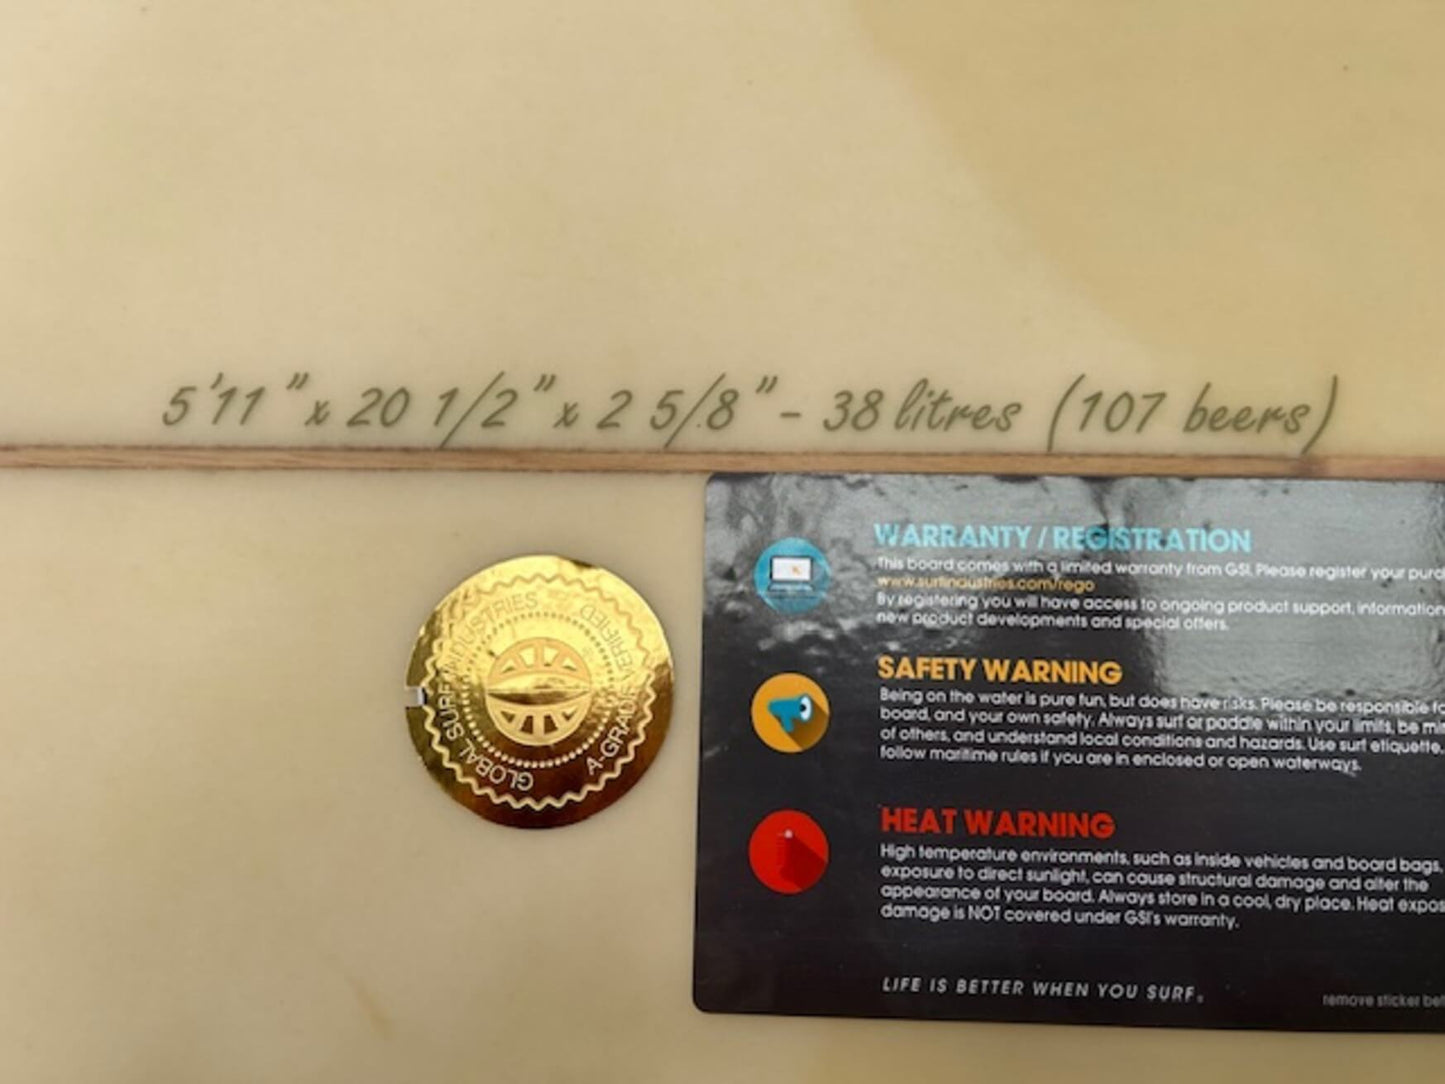 5'11" x 20 1/2" x 2 5/8" - 38 litres (107 beers)
GLOBAL SURF INDUSTRIES
A-GRADE VERIFIED
WARRANTY / REGISTRATION
This board comes with a limited warranty from GSI. Please register your
www.surfindustries.com/rego
By registering you will have access to ongoing product support, information
new product developments and special offers.
SAFETY WARNING
Being on the water is pure fun, but does have risks. Please be responsible
board, and your own safety. Always surf or paddle within your limits, be
of others, and understand local conditions and hazards. Use surf etiquette,
follow maritime rules if you are in enclosed or open waterways.
HEAT WARNING
High temperature environments, such as inside vehicles and board bags,
exposure to direct sunlight, can cause structural damage and alter the
appearance of your board. Always store in a cool, dry place. Heat
damage is NOT covered under GSI's warranty.
LIFE IS BETTER WHEN YOU SURF.
remove sticker